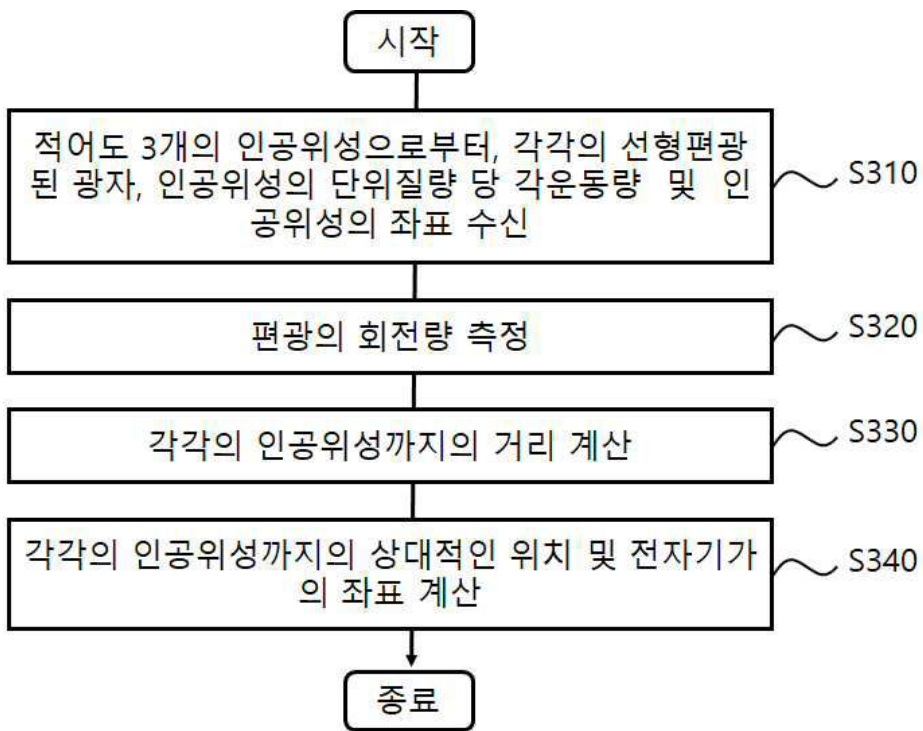 시작
적어도 3개의 인공위성으로부터, 각각의 선형편광
된 광자, 인공위성의 단위질량 당 각운동량 및 인
공위성의 좌표 수신
S310
편광의 회전량 측정
S320
각각의 인공위성까지의 거리 계산
S330
각각의 인공위성까지의 상대적인 위치 및 전자기가
의 좌표 계산
S340
종료